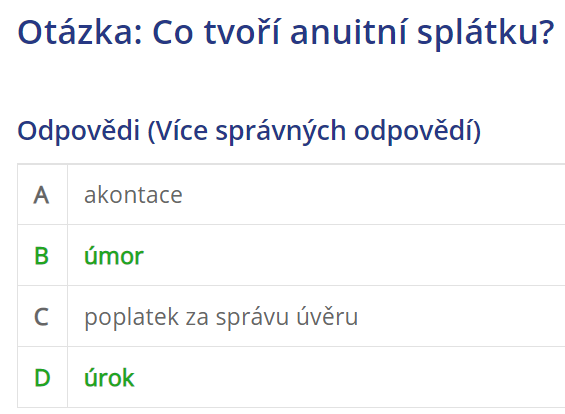 Otázka: Co tvoří anuitní splátku?
Odpovědi (Více správných odpovědí)
A akontace
B úmor
C poplatek za správu úvěru
D úrok